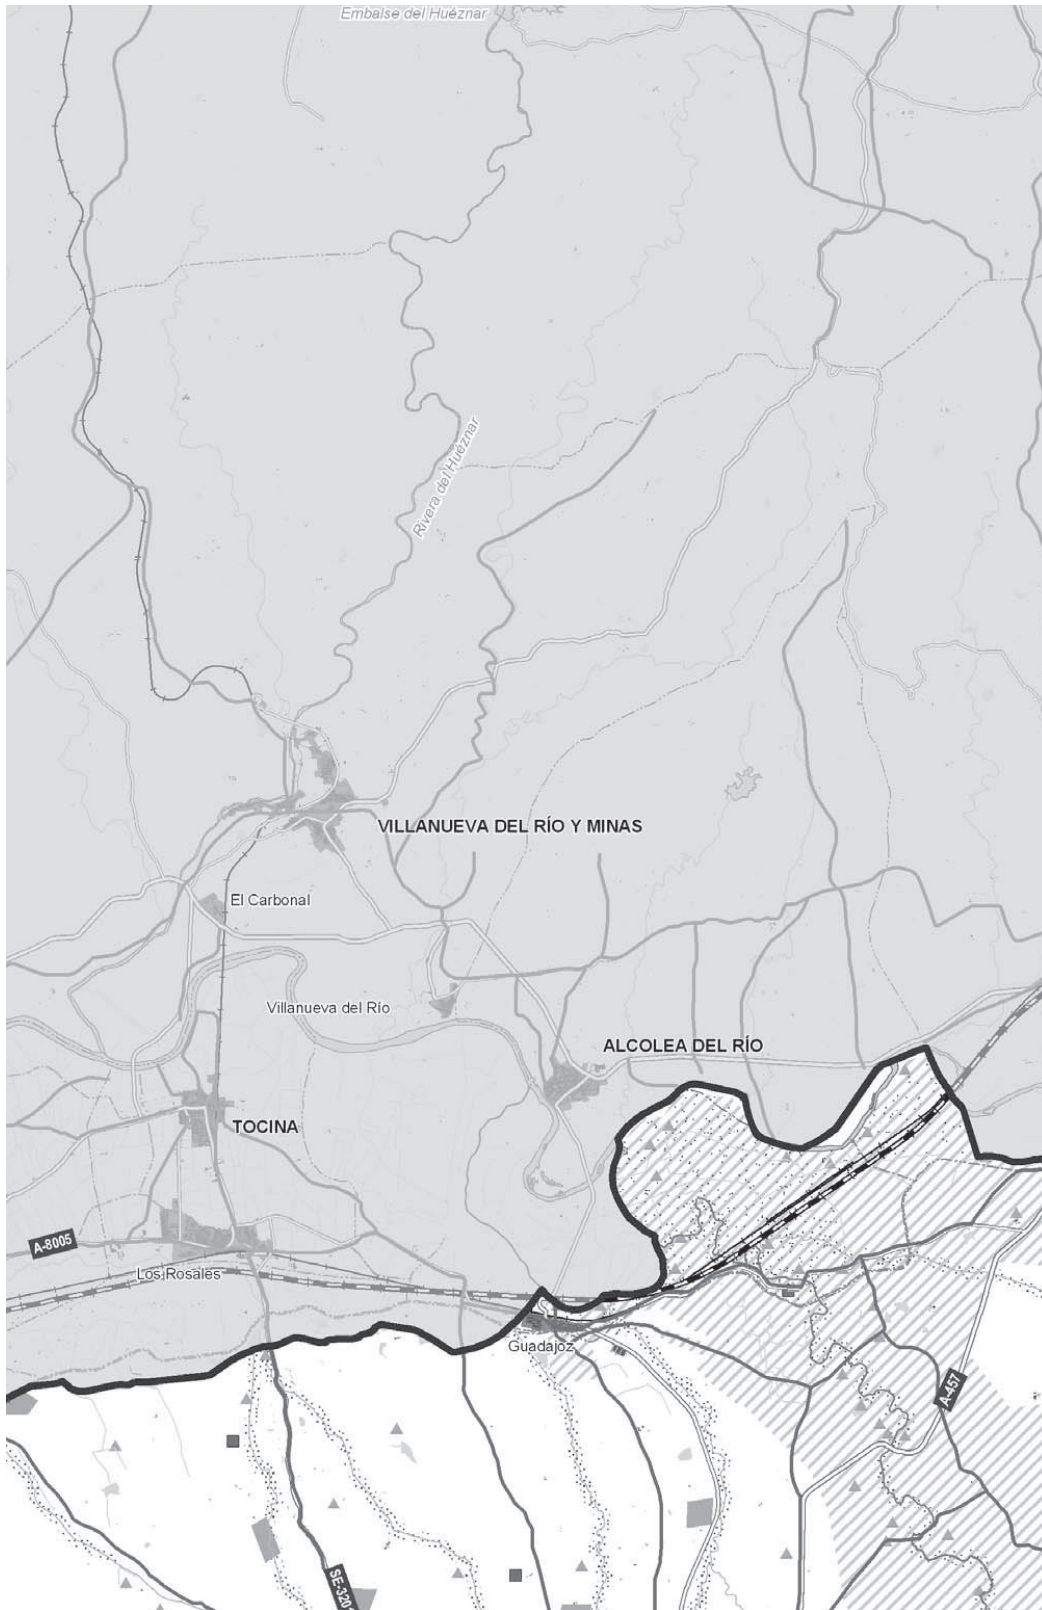 Embalse del Huéznar
Rivera del Huéznar
VILLANUEVA DEL RÍO Y MINAS
El Carbonal
Villanueva del Río
ALCOLEA DEL RÍO
TOCINA
A-8005
Los Rosales
Guadajoz
A-457
SE-320